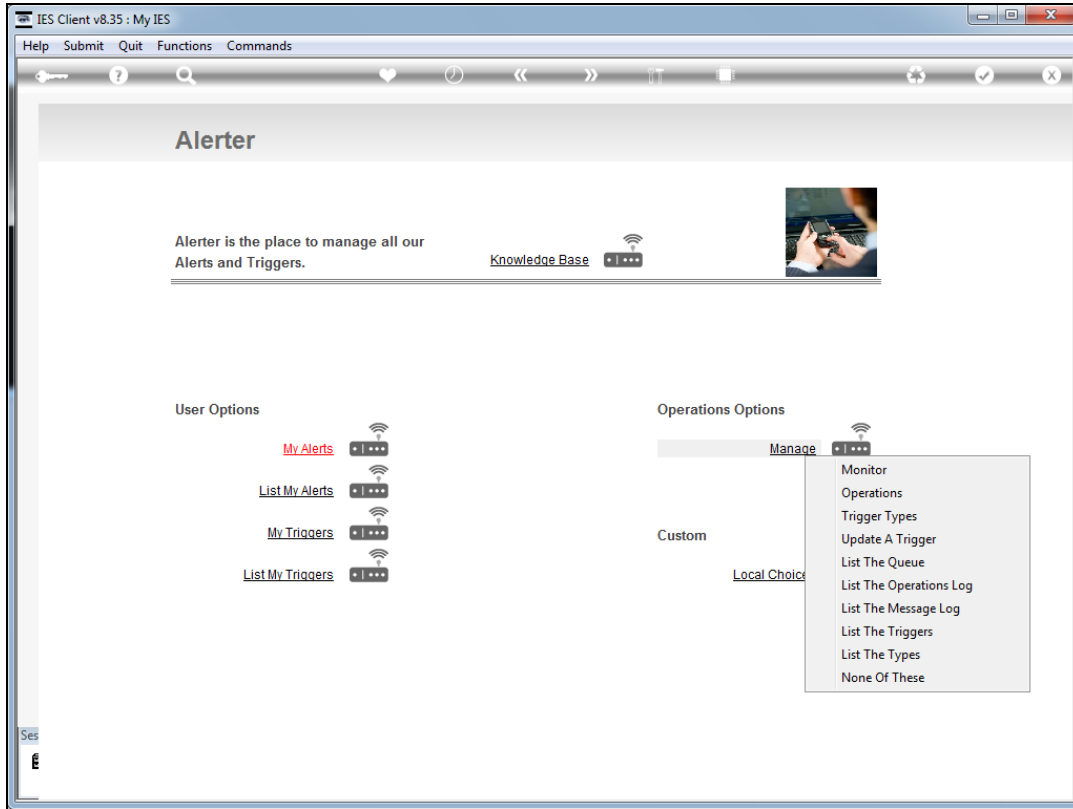 IES Client v8.35 : My IES
Help Submit Quit Functions Commands
Alerter
Alerter is the place to manage all our
Alerts and Triggers.
Knowledge Base
User Options
My Alerts
List My Alerts
My Triggers
List My Triggers
Operations Options
Manage
Monitor
Operations
Trigger Types
Update A Trigger
List The Queue
List The Operations Log
List The Message Log
List The Triggers
List The Types
None Of These
Custom
Local Choice
Ses